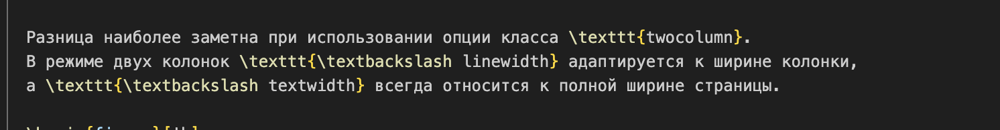 Разница наиболее заметна при использовании опции класса \texttt{twocolumn}.
В режиме двух колонок \texttt{\textbackslash linewidth} адаптируется к ширине колонки,
а \texttt{\textbackslash textwidth} всегда относится к полной ширине страницы.